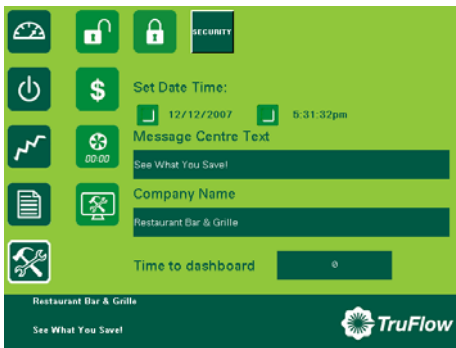 SECURITY
$
Set Date Time:
12/12/2007 5:31:32pm
Message Centre Text
00:00
See What You Save!
Company Name
Restaurant Bar & Grille
Time to dashboard 0
Restaurant Bar & Grille
See What You Save!
TruFlow